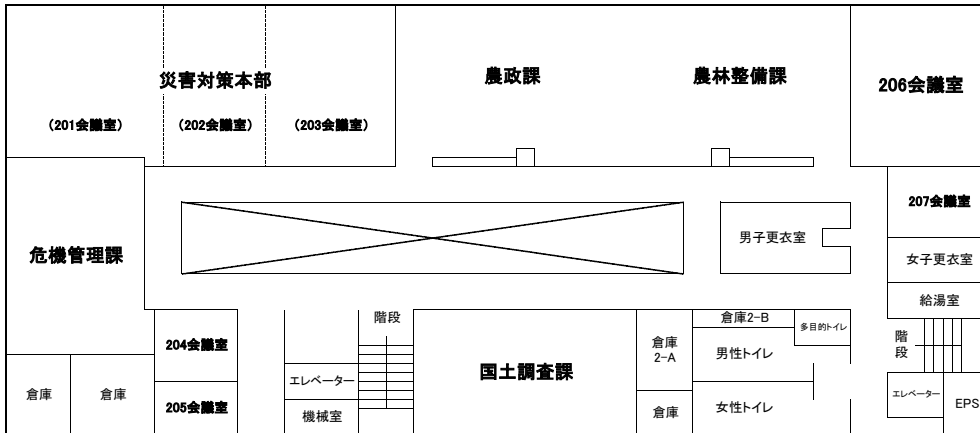 災害対策本部
農政課
農林整備課
206会議室
（201会議室）
（202会議室）
（203会議室）
207会議室
危機管理課
男子更衣室
女子更衣室
給湯室
階段
倉庫2-B
多目的トイレ
204会議室
倉庫
2-A
男性トイレ
階
段
国土調査課
エレベーター
倉庫
倉庫
205会議室
機械室
倉庫
女性トイレ
エレベーター
EPS